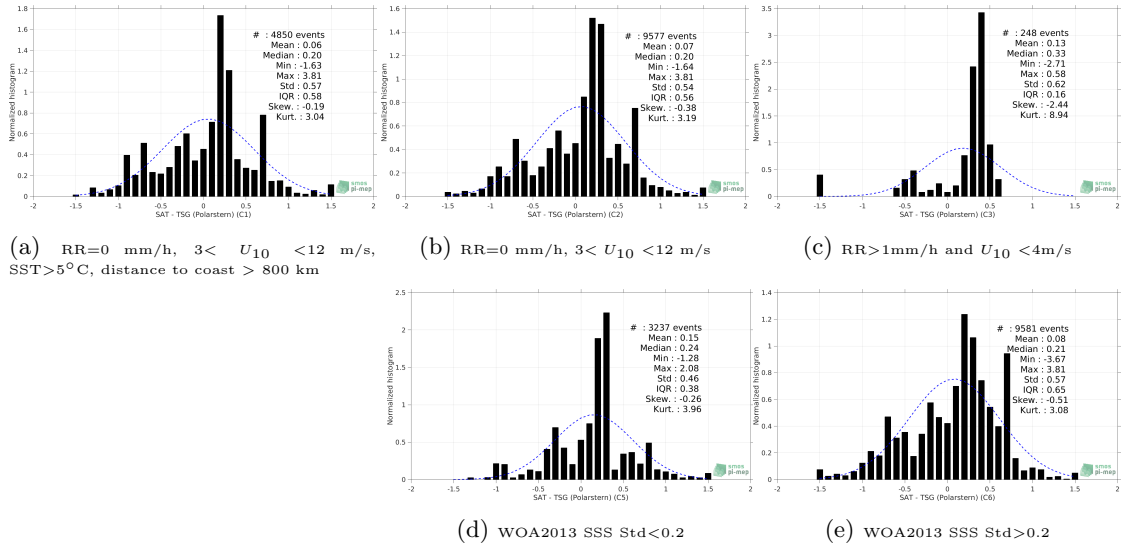 1.8
1.6
1.4
1.2
1
0.8
0.6
0.4
0.2
0
Normalized histogram
# : 4850 events
Mean : 0.06
Median : 0.20
Min : -1.63
Max : 3.81
Std : 0.57
IQR : 0.58
Skew. : -0.19
Kurt. : 3.04
smos
pi-mep
-2 -1.5 -1 -0.5 0 0.5 1 1.5 2
SAT - TSG (Polarstern) (C1)
(a) RR=0 mm/h, 3< U10 <12 m/s,
SST>5°C, distance to coast > 800 km
1.6
1.4
1.2
1
0.8
0.6
0.4
0.2
0
Normalized histogram
# : 9577 events
Mean : 0.07
Median : 0.20
Min : -1.64
Max : 3.81
Std : 0.54
IQR : 0.56
Skew. : -0.38
Kurt. : 3.19
smos
pi-mep
-2 -1.5 -1 -0.5 0 0.5 1 1.5 2
SAT - TSG (Polarstern) (C2)
(b) RR=0 mm/h, 3< U10 <12 m/s
3.5
3
2.5
2
1.5
1
0.5
0
Normalized histogram
# : 248 events
Mean : 0.13
Median : 0.33
Min : -2.71
Max : 0.58
Std : 0.62
IQR : 0.16
Skew. : -2.44
Kurt. : 8.94
smos
pi-mep
-2 -1.5 -1 -0.5 0 0.5 1 1.5 2
SAT - TSG (Polarstern) (C3)
(c) RR>1mm/h and U10 <4m/s
2.5
2
1.5
1
0.5
0
Normalized histogram
# : 3237 events
Mean : 0.15
Median : 0.24
Min : -1.28
Max : 2.08
Std : 0.46
IQR : 0.38
Skew. : -0.26
Kurt. : 3.96
smos
pi-mep
-2 -1.5 -1 -0.5 0 0.5 1 1.5 2
SAT - TSG (Polarstern) (C5)
(d) WOA2013 SSS Std<0.2
1.4
1.2
1
0.8
0.6
0.4
0.2
0
Normalized histogram
# : 9581 events
Mean : 0.08
Median : 0.21
Min : -3.67
Max : 3.81
Std : 0.57
IQR : 0.65
Skew. : -0.51
Kurt. : 3.08
smos
pi-mep
-2 -1.5 -1 -0.5 0 0.5 1 1.5 2
SAT - TSG (Polarstern) (C6)
(e) WOA2013 SSS Std>0.2